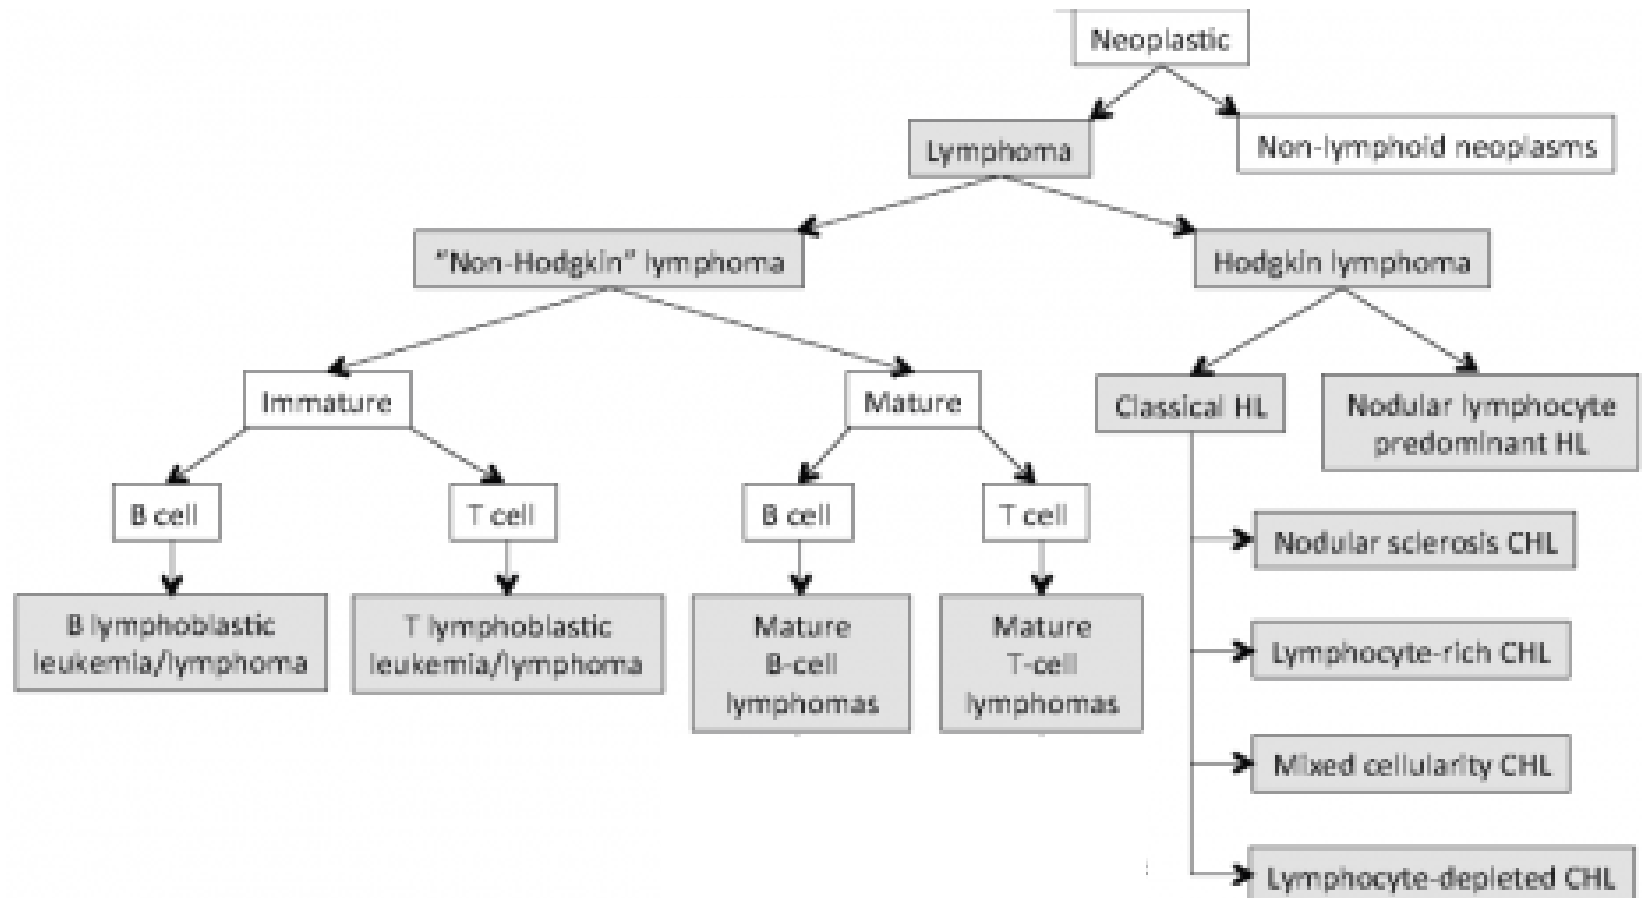 Neoplastic
Lymphoma
Non-lymphoid neoplasms
"Non-Hodgkin" lymphoma
Hodgkin lymphoma
Immature
Mature
Classical HL
Nodular lymphocyte
predominant HL
B cell
T cell
B cell
T cell
B lymphoblastic
leukemia/lymphoma
T lymphoblastic
leukemia/lymphoma
Mature
B-cell
lymphomas
Mature
T-cell
lymphomas
Nodular sclerosis CHL
Lymphocyte-rich CHL
Mixed cellularity CHL
Lymphocyte-depleted CHL